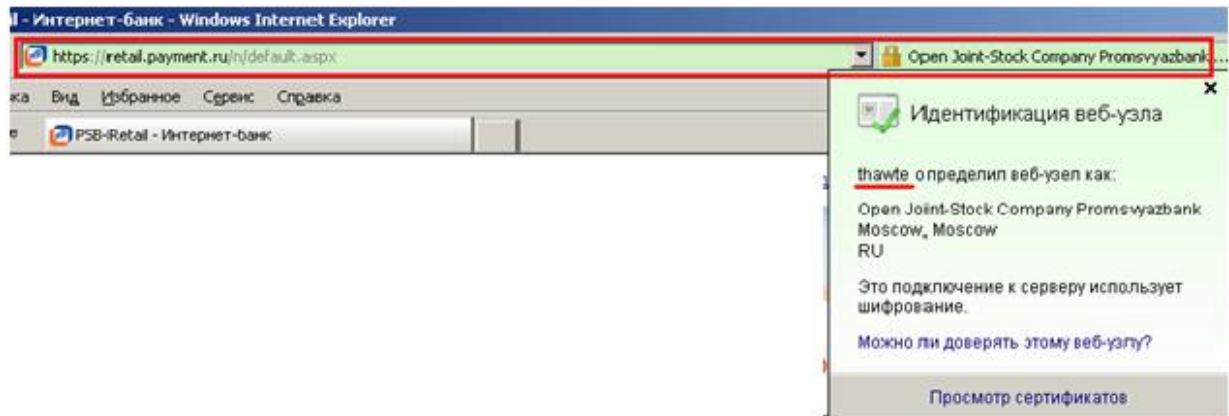 l - Интернет-банк - Windows Internet Explorer
https://retail.payment.ru/n/default.aspx
Open Joint-Stock Company Promsvyazbank ...
ка Вид Избранное Сервис Справка
PSB-iRetail - Интернет-банк
Идентификация веб-узла
thawte определил веб-узел как:
Open Joint-Stock Company Promsvyazbank
Moscow, Moscow
RU
Это подключение к серверу использует
шифрование.
Можно ли доверять этому веб-узлу?
Просмотр сертификатов